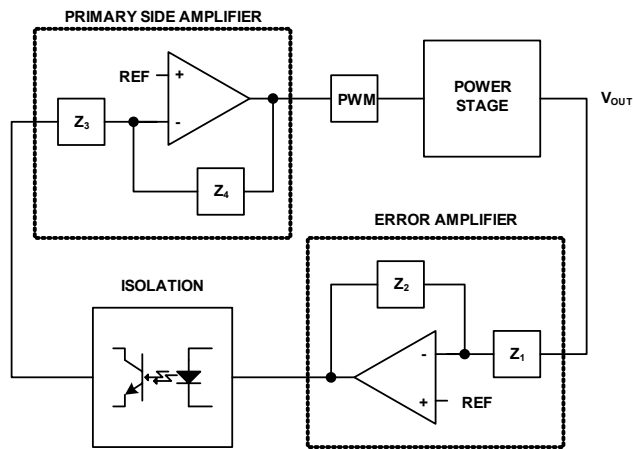 PRIMARY SIDE AMPLIFIER
REF
+
-
Z3
Z4
PWM
POWER
STAGE
VOUT
ERROR AMPLIFIER
ISOLATION
Z2
-
Z1
+
REF